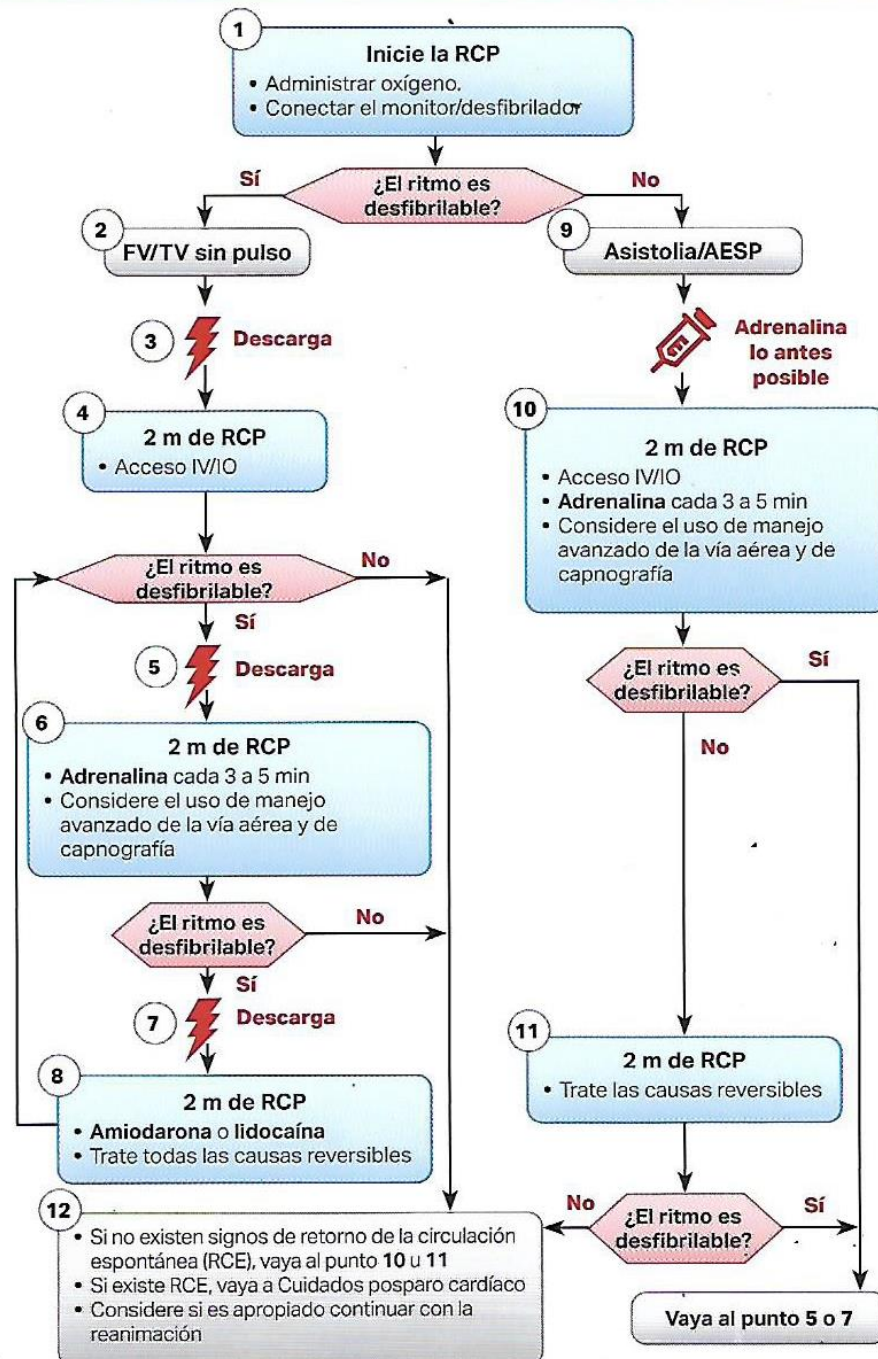 1
Inicie la RCP
• Administrar oxígeno.
• Conectar el monitor/desfibrilador
¿El ritmo es
desfibrilable?
Sí
No
2
FV/TV sin pulso
3
Descarga
4
2 m de RCP
• Acceso IV/IO
¿El ritmo es
desfibrilable?
No
Sí
5
Descarga
6
2 m de RCP
• Adrenalina cada 3 a 5 min
• Considere el uso de manejo
avanzado de la vía aérea y de
capnografía
¿El ritmo es
desfibrilable?
No
Sí
7
Descarga
8
2 m de RCP
• Amiodarona o lidocaína
• Trate todas las causas reversibles
9
Asistolia/AESP
Adrenalina
lo antes
posible
10
2 m de RCP
• Acceso IV/IO
• Adrenalina cada 3 a 5 min
• Considere el uso de manejo
avanzado de la vía aérea y de
capnografía
¿El ritmo es
desfibrilable?
Sí
No
11
2 m de RCP
• Trate las causas reversibles
¿El ritmo es
desfibrilable?
No
Sí
12
• Si no existen signos de retorno de la circulación
espontánea (RCE), vaya al punto 10 u 11
• Si existe RCE, vaya a Cuidados posparo cardíaco
• Considere si es apropiado continuar con la
reanimación
Vaya al punto 5 o 7